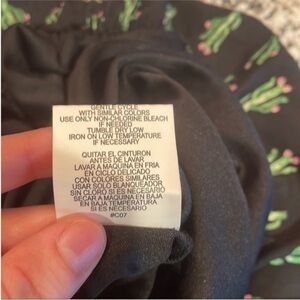 GENTLE CYCLE
WITH SIMILAR COLORS
USE ONLY NON-CHLORINE BLEACH
IF NEEDED
TUMBLE DRY LOW
IRON ON LOW TEMPERATURE
IF NECESSARY
QUITAR EL CINTURON
ANTES DE LAVAR
LAVAR A MAQUINA EN FRIA
EN CICLO DELICADO
CON COLORES SIMILARES
USAR SOLO BLANQUEADOR
SIN CLORO SI ES NECESARIO
SECAR A MAQUINA EN BAJA
EN BAJA TEMPERATURA
SI ES NECESARIO
#C07